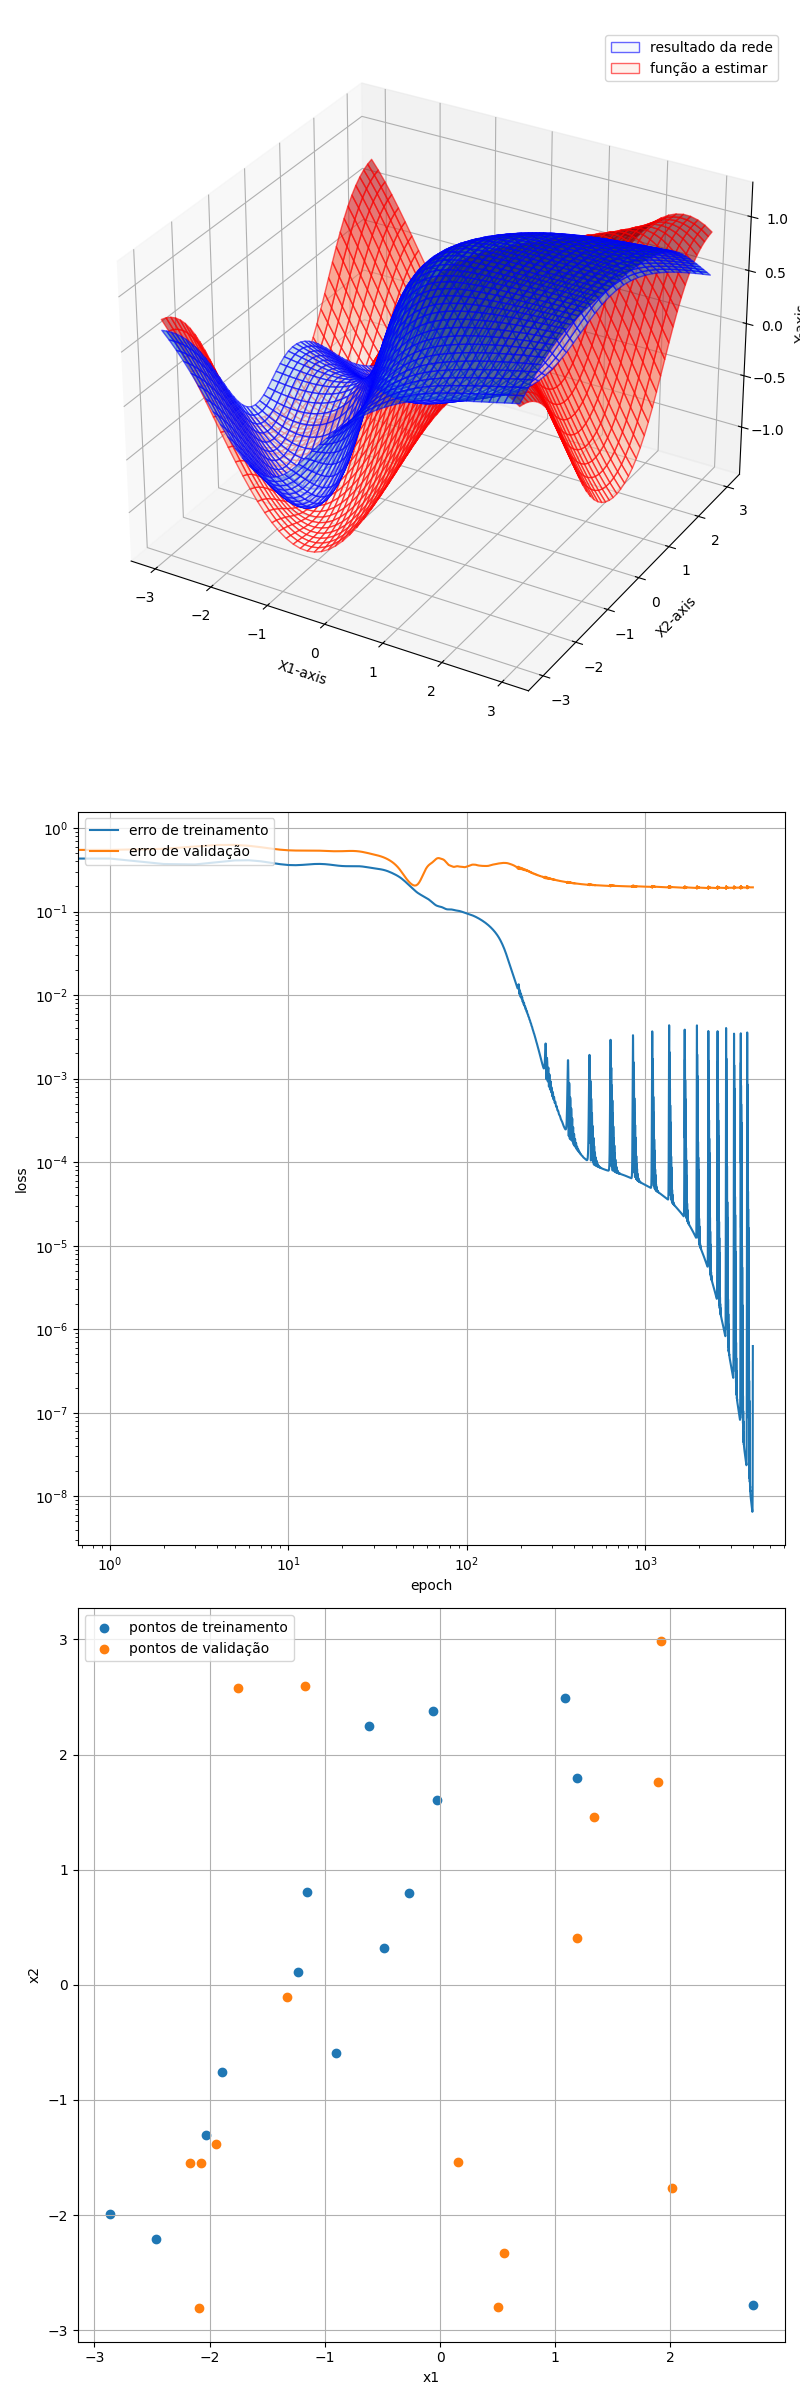 resultado da rede
função a estimar
1.0
0.5
0.0
−0.5
−1.0
3
2
1
0
−1
−2
−3
X2-axis
−3
−2
−1
0
1
2
3
X1-axis
erro de treinamento
erro de validação
10⁰
10⁻¹
10⁻²
10⁻³
10⁻⁴
10⁻⁵
10⁻⁶
10⁻⁷
10⁻⁸
loss
10⁰ 10¹ 10² 10³
epoch
pontos de treinamento
pontos de validação
3
2
1
0
−1
−2
−3
x2
−3 −2 −1 0 1 2
x1